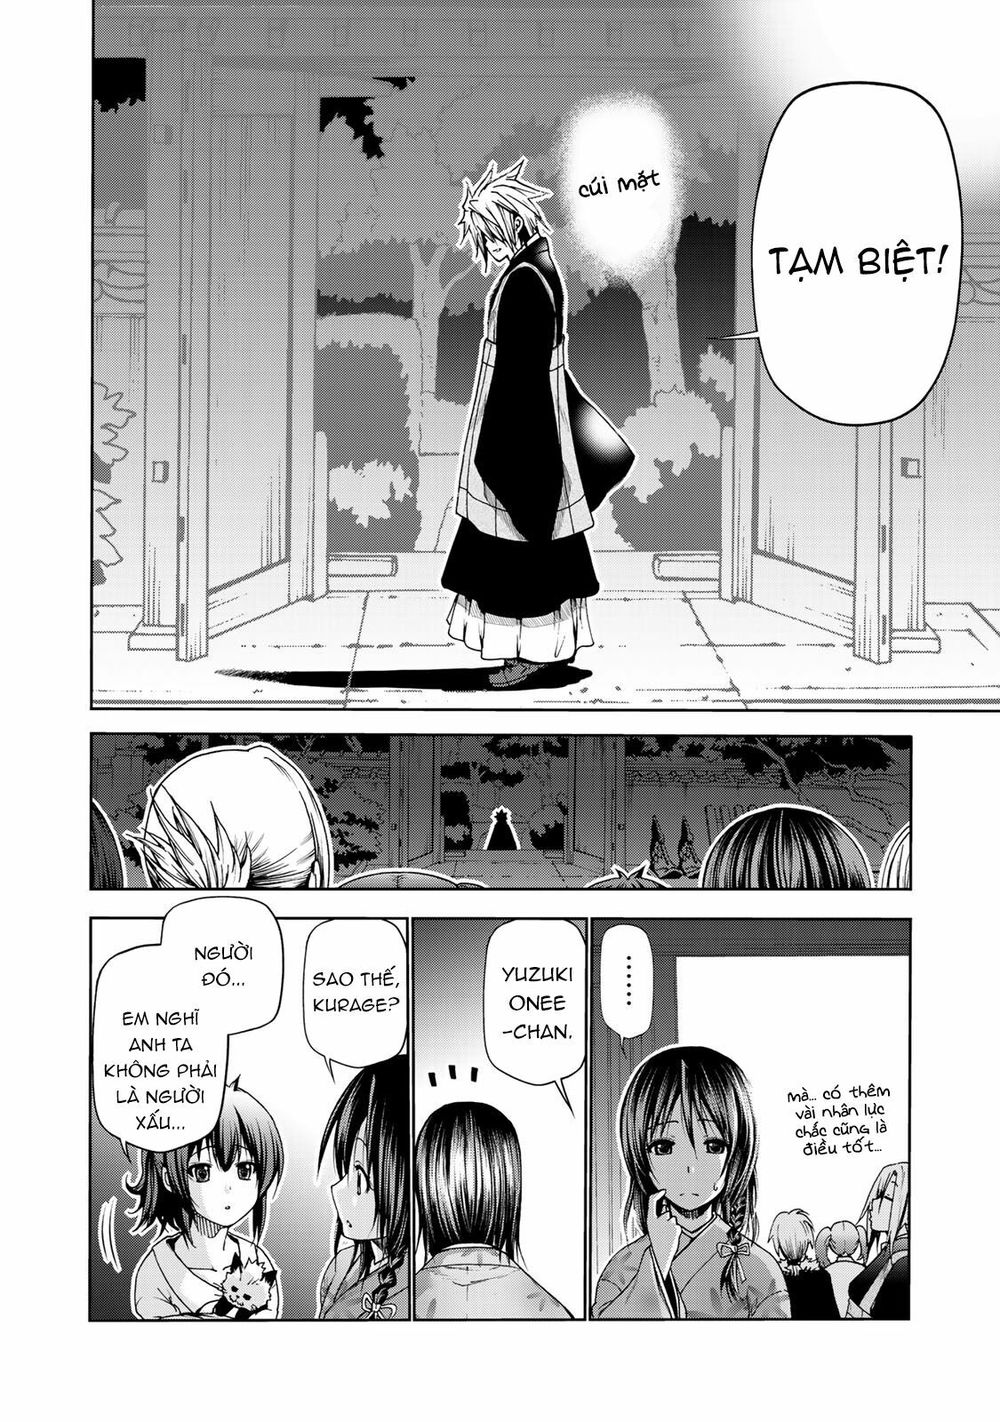 TẠM BIỆT!
cúi mặt
.......
mà... có thêm
vài nhân lực
chắc cũng là
điều tốt...
YUZUKI
ONEE
-CHAN.
SAO THẾ,
KURAGE?
NGƯỜI
ĐÓ...
EM NGHĨ
ANH TA
KHÔNG PHẢI
LÀ NGƯỜI
XẤU...